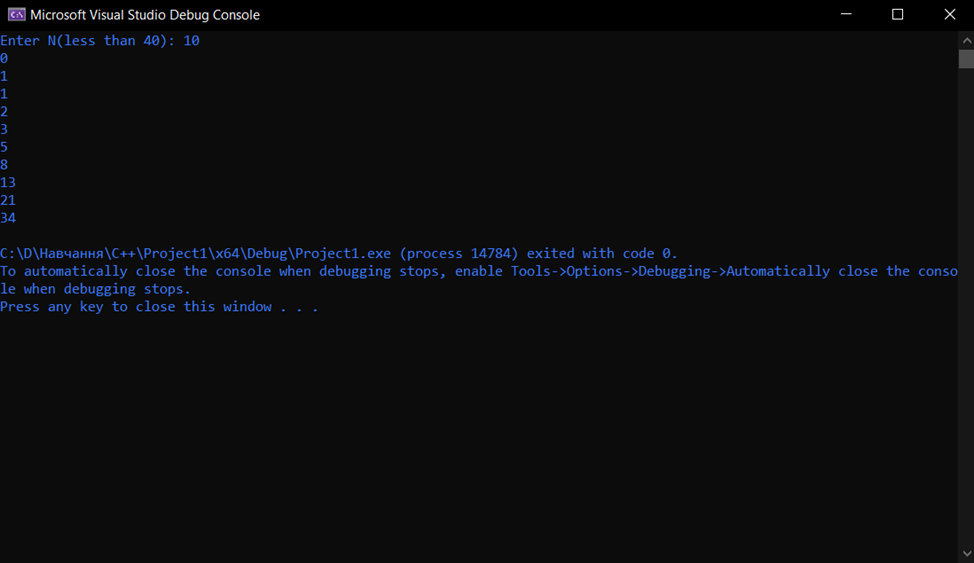 Microsoft Visual Studio Debug Console
Enter N(less than 40): 10
0
1
1
2
3
5
8
13
21
34
C:\D\Навчання\C++\Project1\x64\Debug\Project1.exe (process 14784) exited with code 0.
To automatically close the console when debugging stops, enable Tools->Options->Debugging->Automatically close the conso
le when debugging stops.
Press any key to close this window . . .